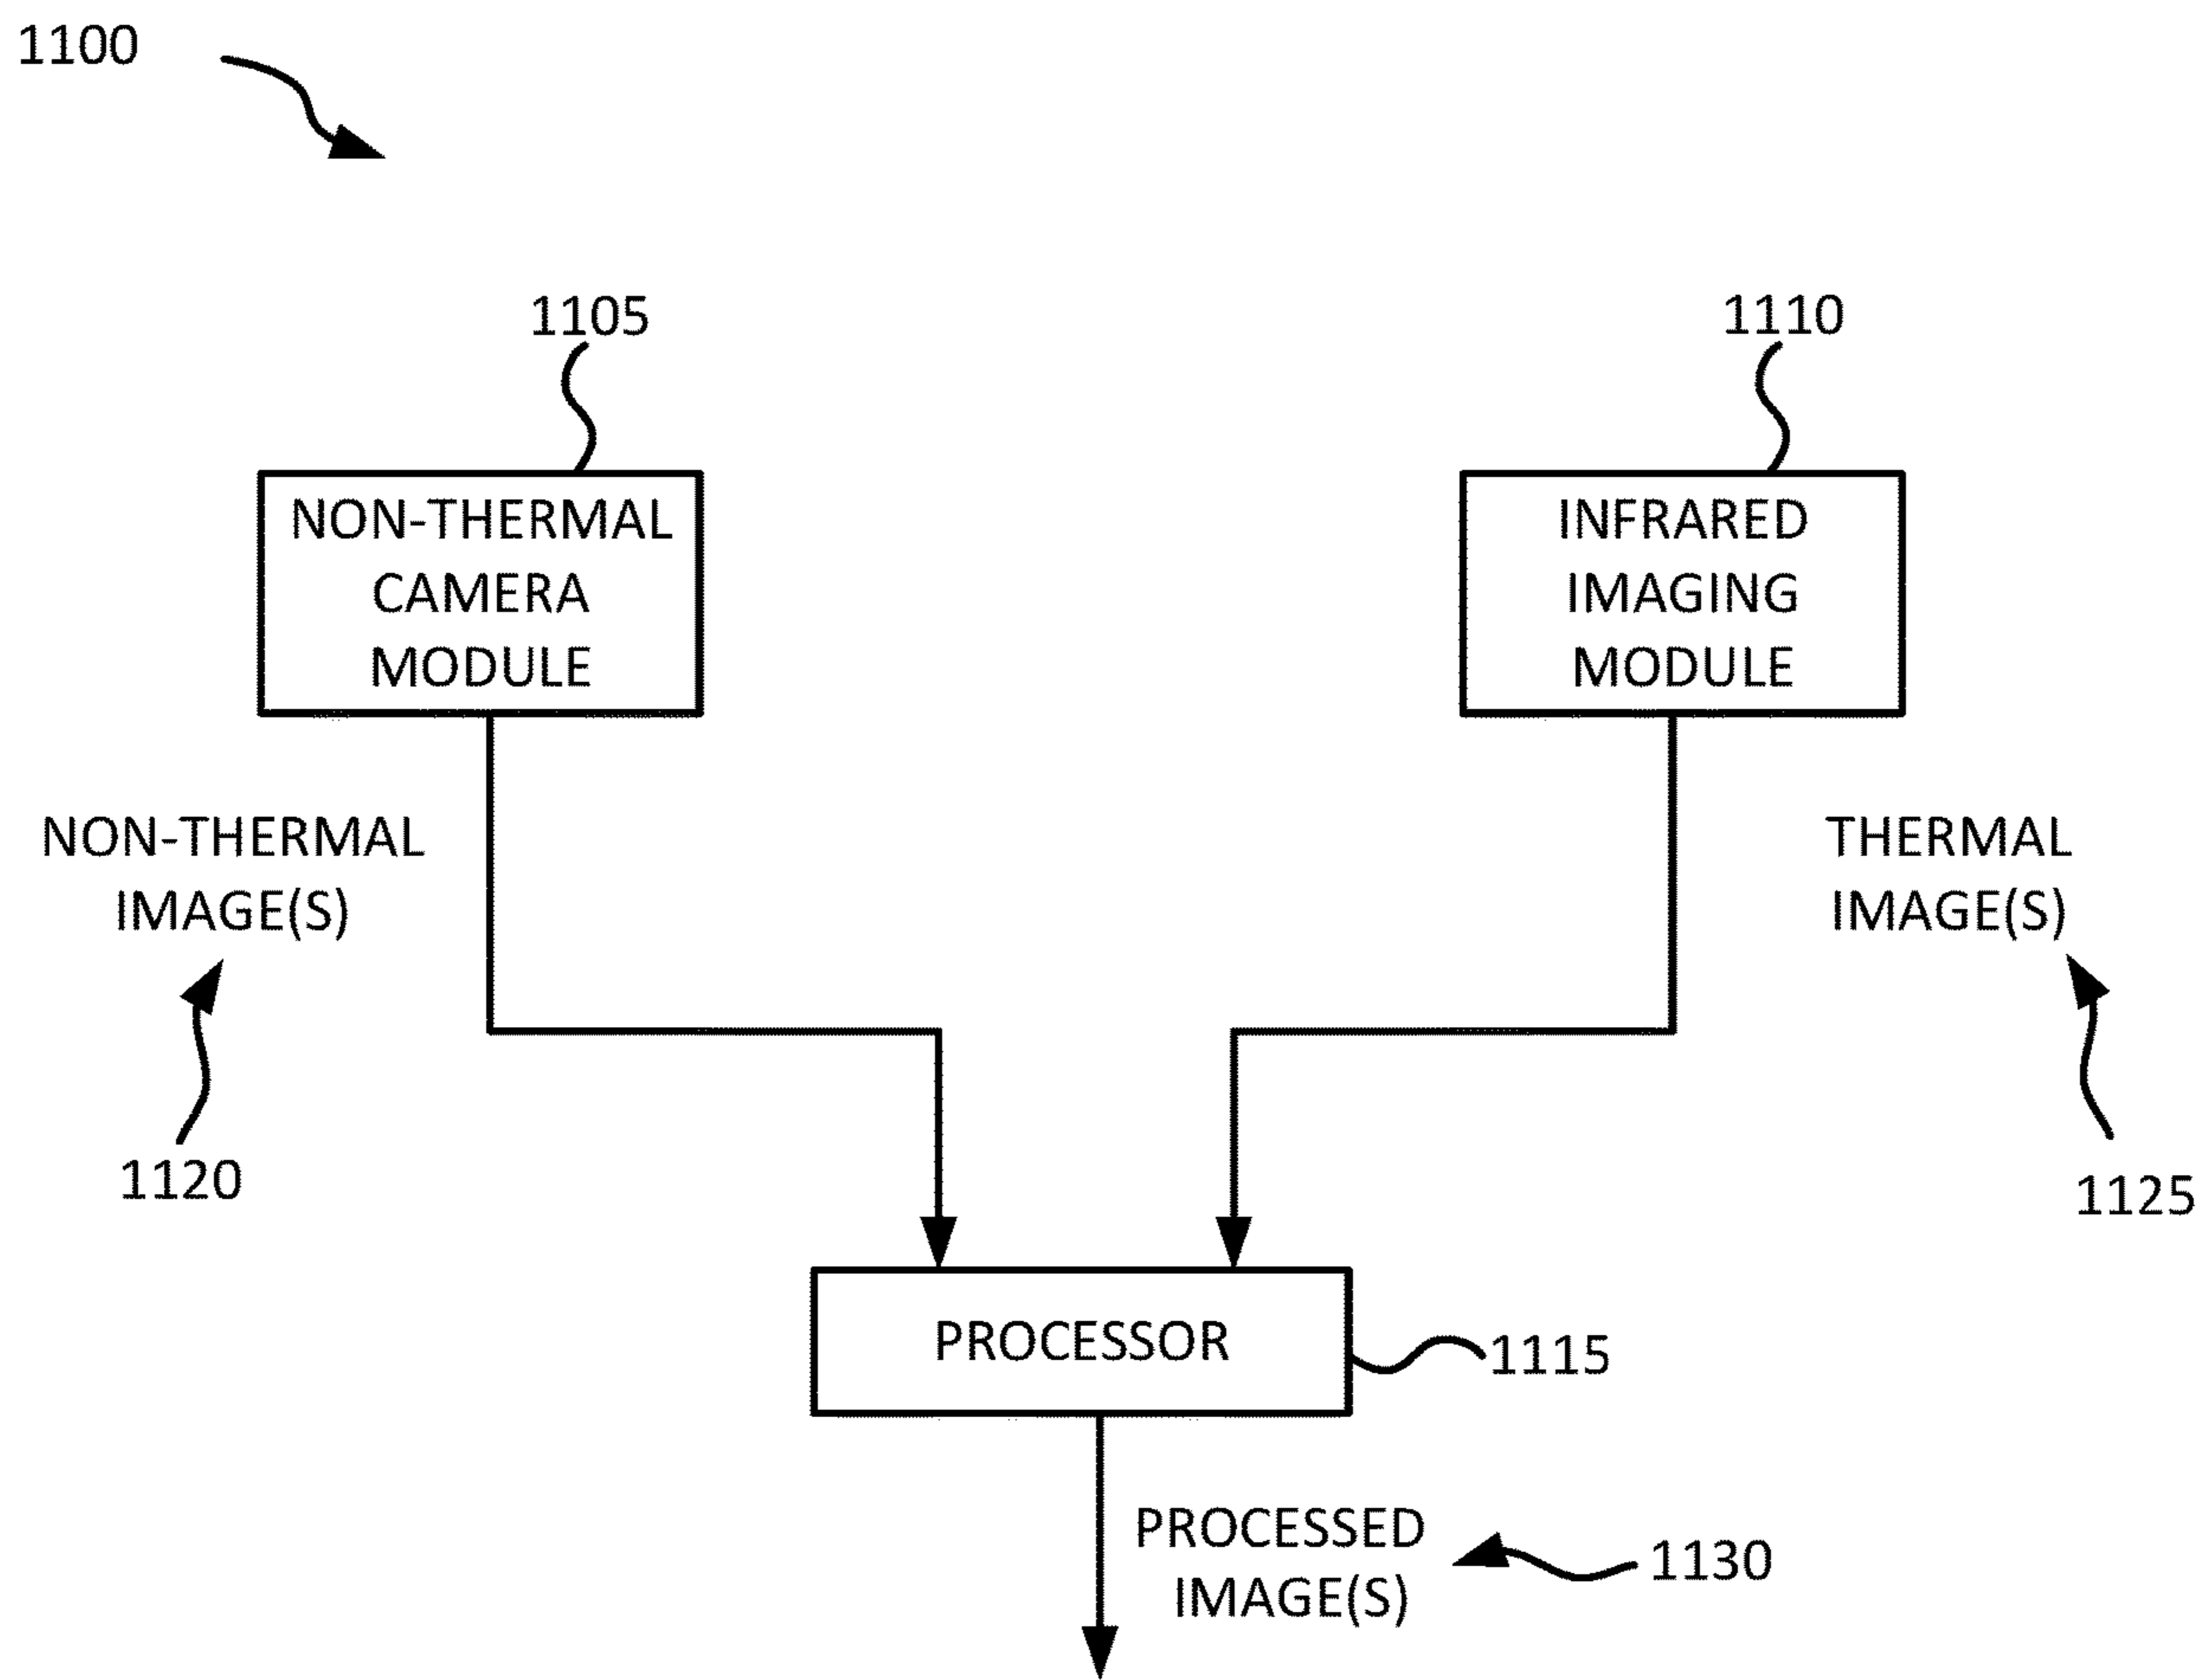 1100
1105
1110
NON-THERMAL
CAMERA
MODULE
INFRARED
IMAGING
MODULE
NON-THERMAL
IMAGE(S)
THERMAL
IMAGE(S)
1120
1125
PROCESSOR
1115
PROCESSED
IMAGE(S)
1130